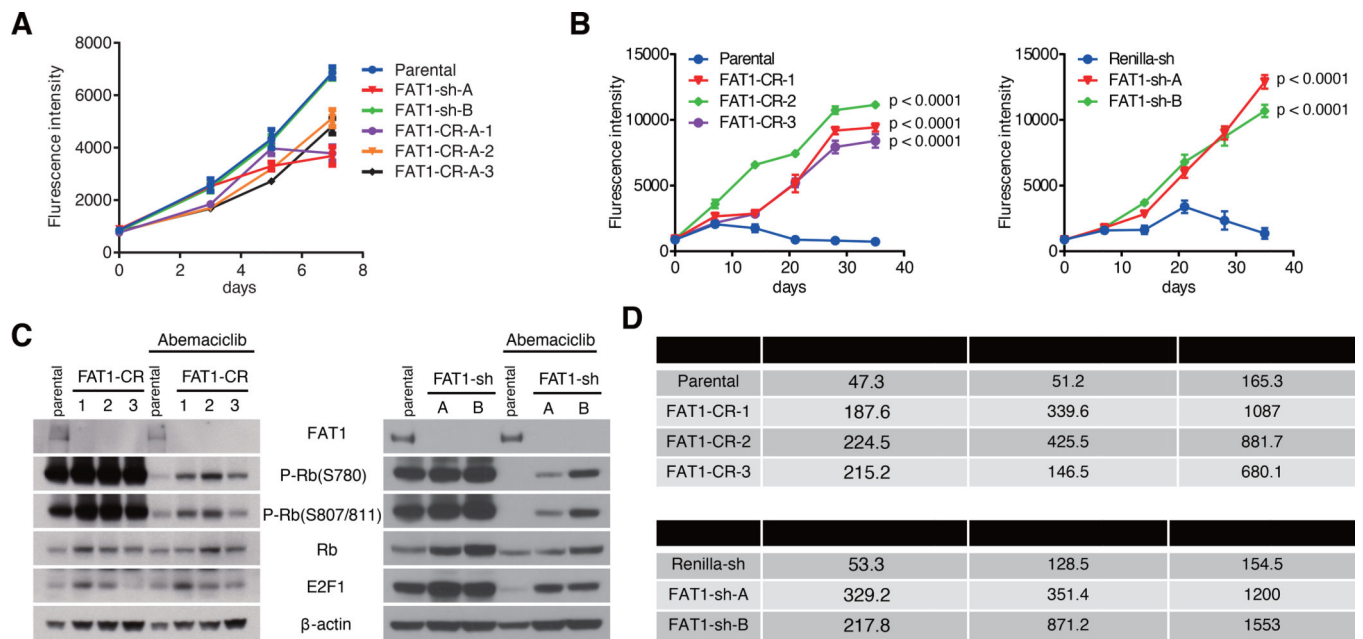 A
Flurescence intensity
8000
6000
4000
2000
0
0 2 4 6 8
days
Parental
FAT1-sh-A
FAT1-sh-B
FAT1-CR-A-1
FAT1-CR-A-2
FAT1-CR-A-3
B
Flurescence intensity
15000
10000
5000
0
0 10 20 30 40
days
Parental
FAT1-CR-1
FAT1-CR-2
FAT1-CR-3
p < 0.0001
p < 0.0001
p < 0.0001
Flurescence intensity
15000
10000
5000
0
0 10 20 30 40
days
Renilla-sh
FAT1-sh-A
FAT1-sh-B
p < 0.0001
p < 0.0001
C
Abemaciclib
parental FAT1-CR parental FAT1-CR
1 2 3 1 2 3
Abemaciclib
parental FAT1-sh parental FAT1-sh
A B A B
FAT1
P-Rb(S780)
P-Rb(S807/811)
Rb
E2F1
β-actin
D
Parental 47.3 51.2 165.3
FAT1-CR-1 187.6 339.6 1087
FAT1-CR-2 224.5 425.5 881.7
FAT1-CR-3 215.2 146.5 680.1
Renilla-sh 53.3 128.5 154.5
FAT1-sh-A 329.2 351.4 1200
FAT1-sh-B 217.8 871.2 1553